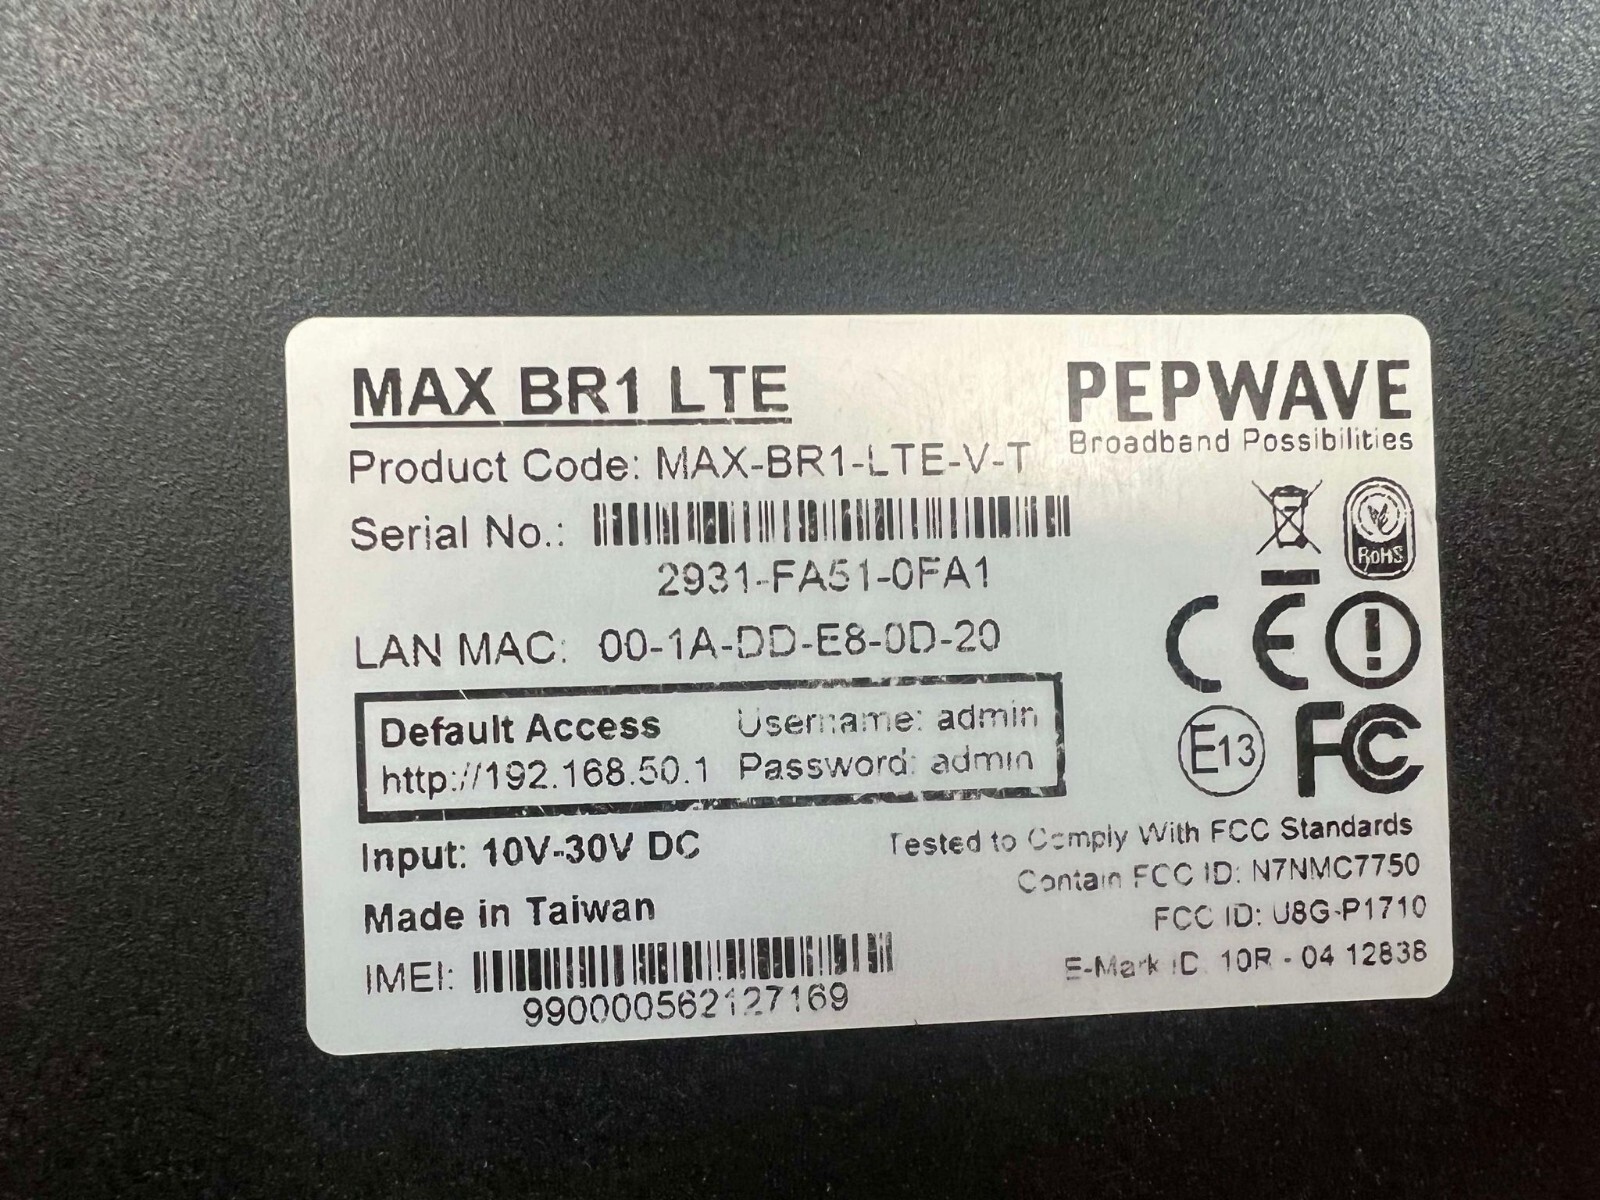 MAX BR1 LTE
PEPWAVE
Broadband Possibilities
Product Code: MAX-BR1-LTE-V-T
Serial No.:
2931-FA51-0FA1
LAN MAC: 00-1A-DD-E8-0D-20
Default Access
http://192.168.50.1
Username: admin
Password: admin
RoHS
CE
E13
FC
Input: 10V-30V DC
Made in Taiwan
IMEI:
990000562127169
Tested to Comply With FCC Standards
Contain FCC ID: N7NMC7750
FCC ID: U8G-P1710
E-Mark ID: 10R - 04 12838